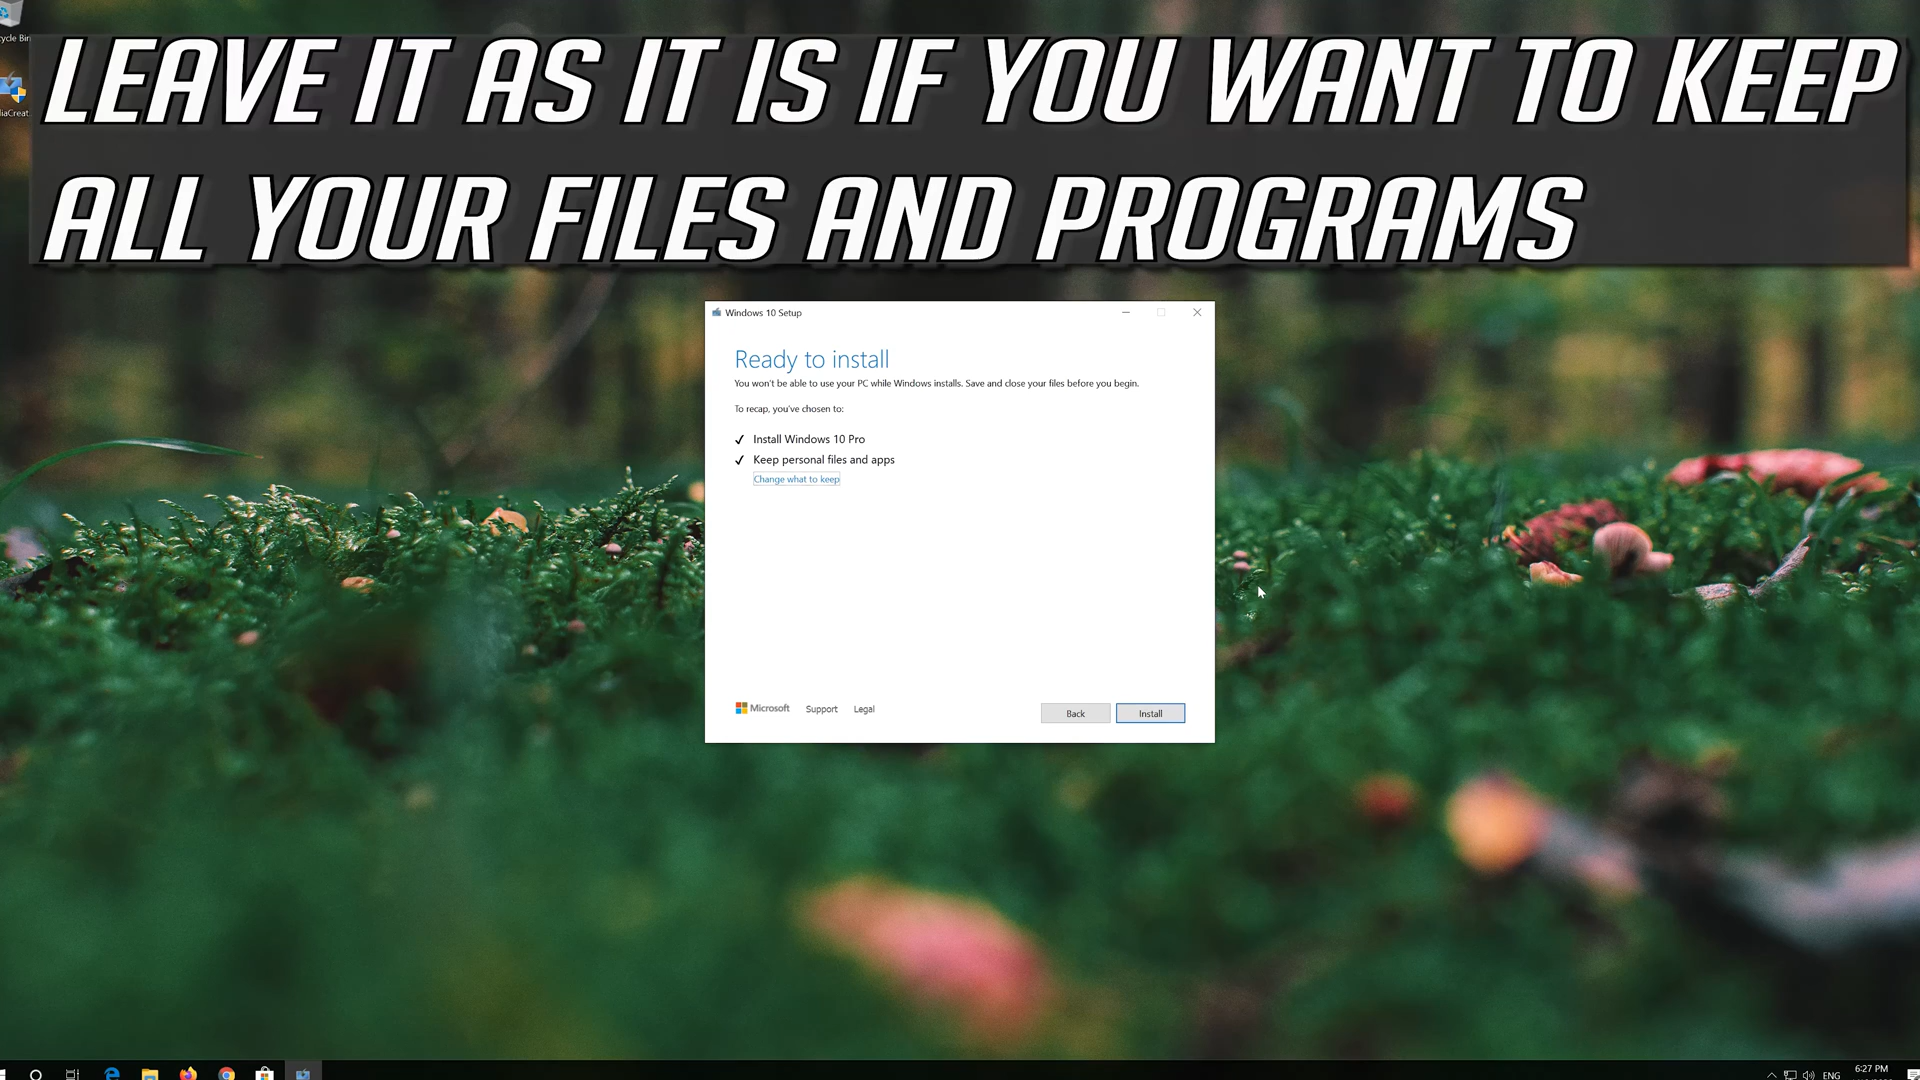 cycle Bin
LEAVE IT AS IT IS IF YOU WANT TO KEEP
diaCreat
ALL YOUR FILES AND PROGRAMS
Windows 10 Setup
Ready to install
You won't be able to use your PC while Windows installs. Save and close your files before you begin.
To recap, you've chosen to:
Install Windows 10 Pro
Keep personal files and apps
Change what to keep
Microsoft Support Legal
Back Install
ENG
6:27 PM